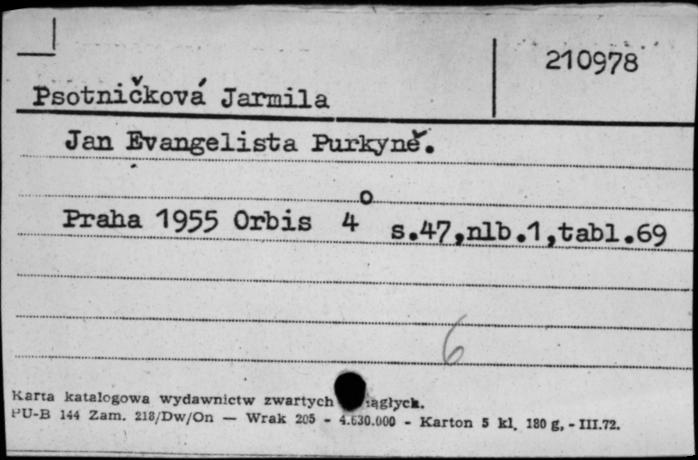 210978
Psotničková Jarmila
Jan Evangelista Purkyně.
Praha 1955 Orbis 4° s.47,nlb.1,tabl.69
6
Karta katalogowa wydawnictw zwartych
PU-B 144 Zam. 218/Dw/On — Wrak 205 - 4.630.000 - Karton 5 kl. 180 g. - III.72.